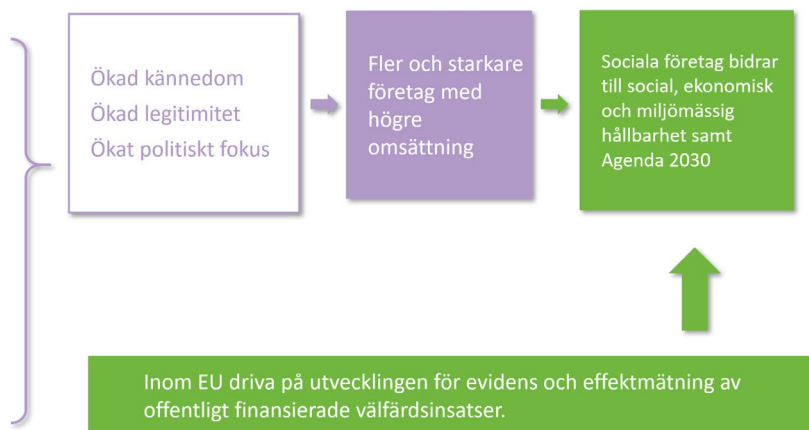 Ökad kännedom
Ökad legitimitet
Ökat politiskt fokus
Fler och starkare
företag med
högre
omsättning
Sociala företag bidrar
till social, ekonomisk
och miljömässig
hållbarhet samt
Agenda 2030
Inom EU driva på utvecklingen för evidens och effektmätning av
offentligt finansierade välfärdsinsatser.